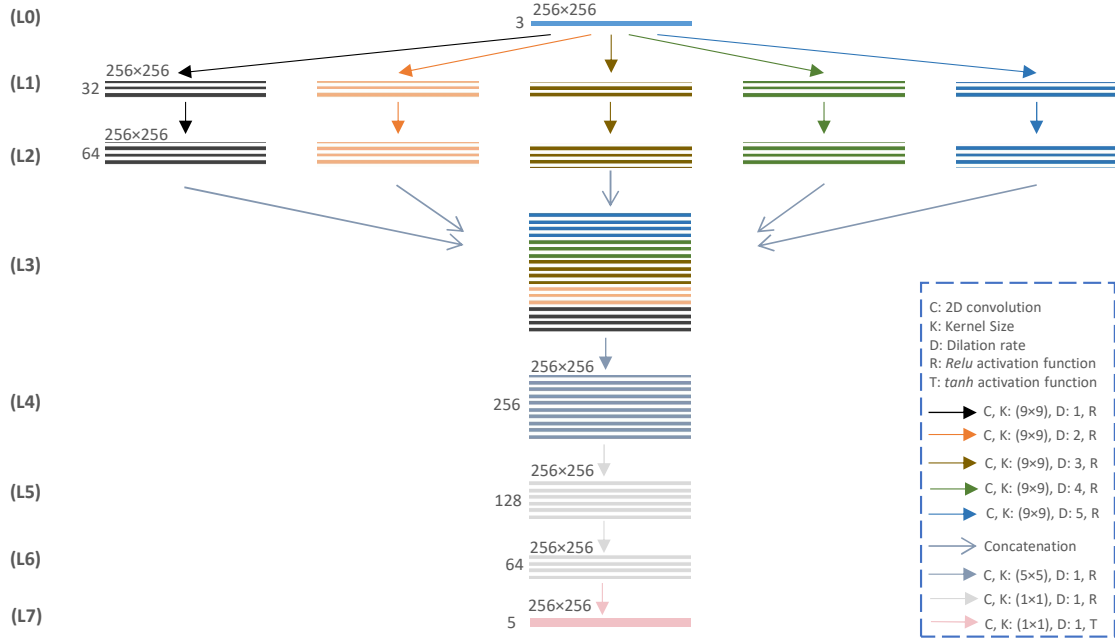 (L0)
256×256
3
(L1)
256×256
32
(L2)
256×256
64
(L3)
(L4)
256×256
256
(L5)
256×256
128
(L6)
256×256
64
(L7)
256×256
5
C: 2D convolution
K: Kernel Size
D: Dilation rate
R: Relu activation function
T: tanh activation function
C, K: (9×9), D: 1, R
C, K: (9×9), D: 2, R
C, K: (9×9), D: 3, R
C, K: (9×9), D: 4, R
C, K: (9×9), D: 5, R
Concatenation
C, K: (5×5), D: 1, R
C, K: (1×1), D: 1, R
C, K: (1×1), D: 1, T